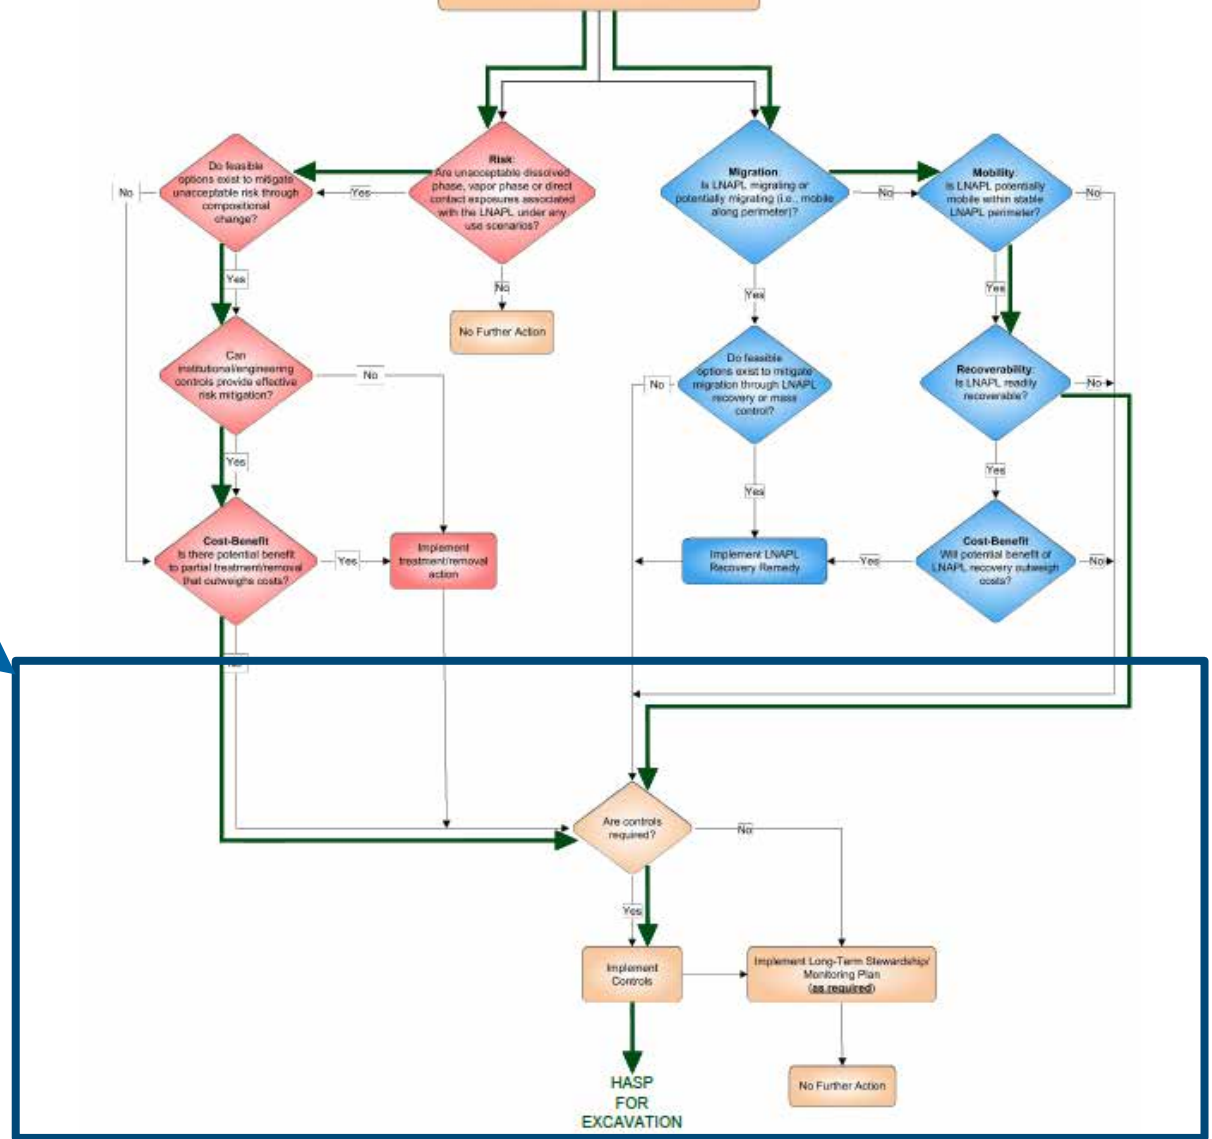 Do feasible
options exist to mitigate
unacceptable risk through
compositional
change?
No
Yes
Risk:
Are unacceptable dissolved
phase, vapor phase or direct
contact exposures associated
with the LNAPL under any
use scenarios?
Migration
Is LNAPL migrating or
potentially migrating (i.e., mobile
along perimeter)?
No
Mobility:
Is LNAPL potentially
mobile within stable
LNAPL perimeter?
No
Yes
No
Yes
Yes
No Further Action
Can
institutional/engineering
controls provide effective
risk mitigation?
No
Do feasible
options exist to mitigate
migration through LNAPL
recovery or mass
control?
No
Recoverability:
Is LNAPL readily
recoverable?
No
Yes
Yes
Yes
Cost-Benefit
Is there potential benefit
to partial treatment/removal
that outweighs costs?
Yes
Implement
treatment/removal
action
Implement LNAPL
Recovery Remedy
Yes
Cost-Benefit
Will potential benefit of
LNAPL recovery outweigh
costs?
No
Are controls
required?
No
Yes
Implement
Controls
Implement Long-Term Stewardship/
Monitoring Plan
(as required)
HASP
FOR
EXCAVATION
No Further Action